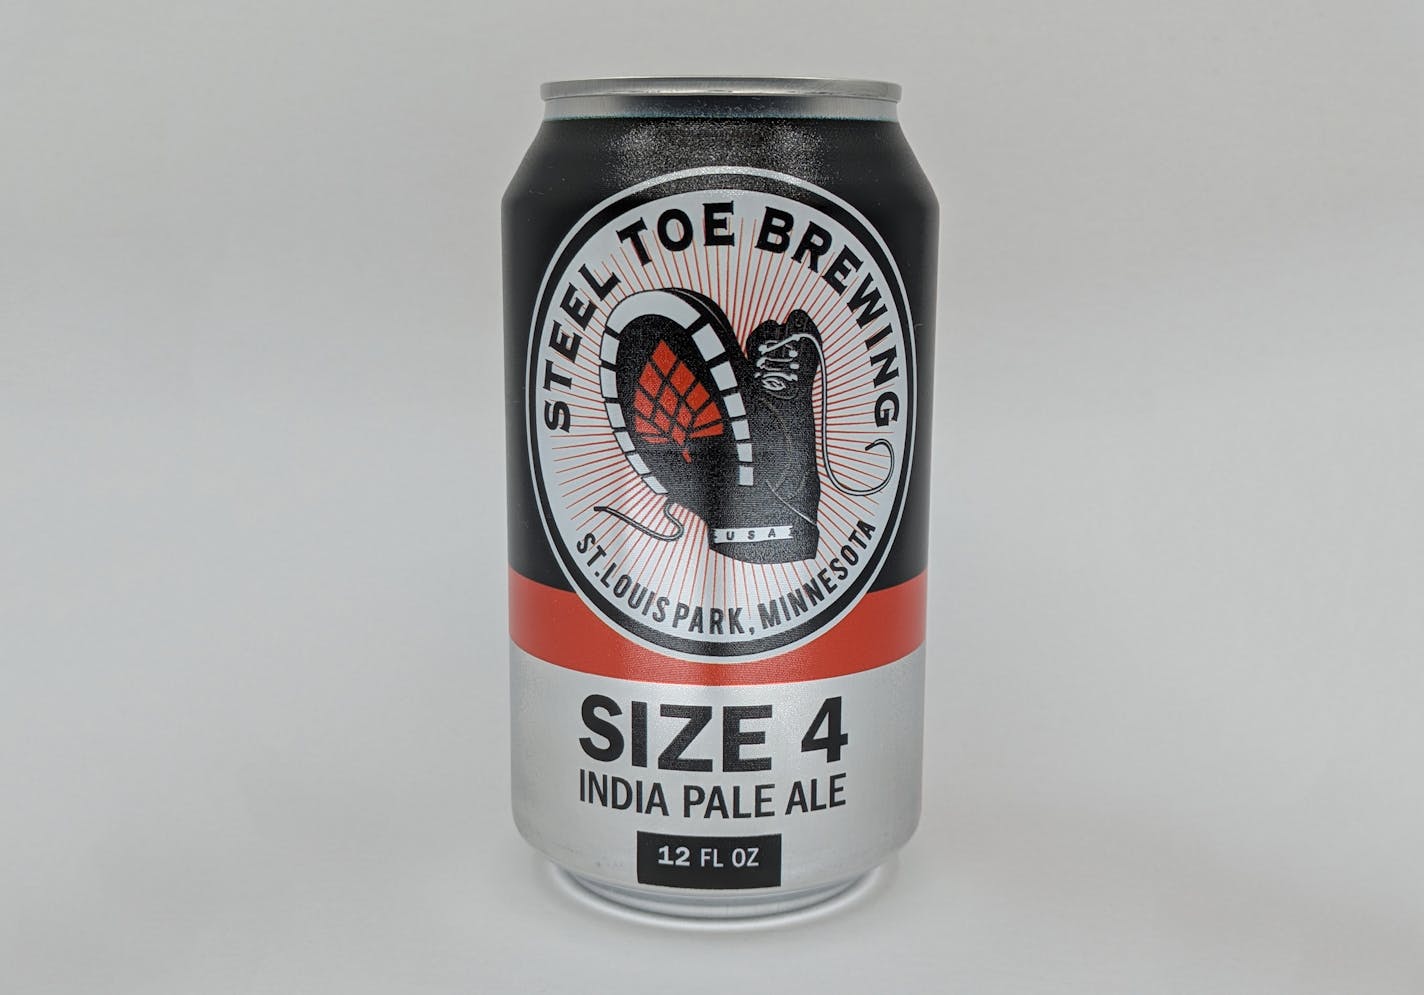 STEEL TOE BREWING
USA
ST. LOUIS PARK, MINNESOTA
SIZE 4
INDIA PALE ALE
12 FL OZ